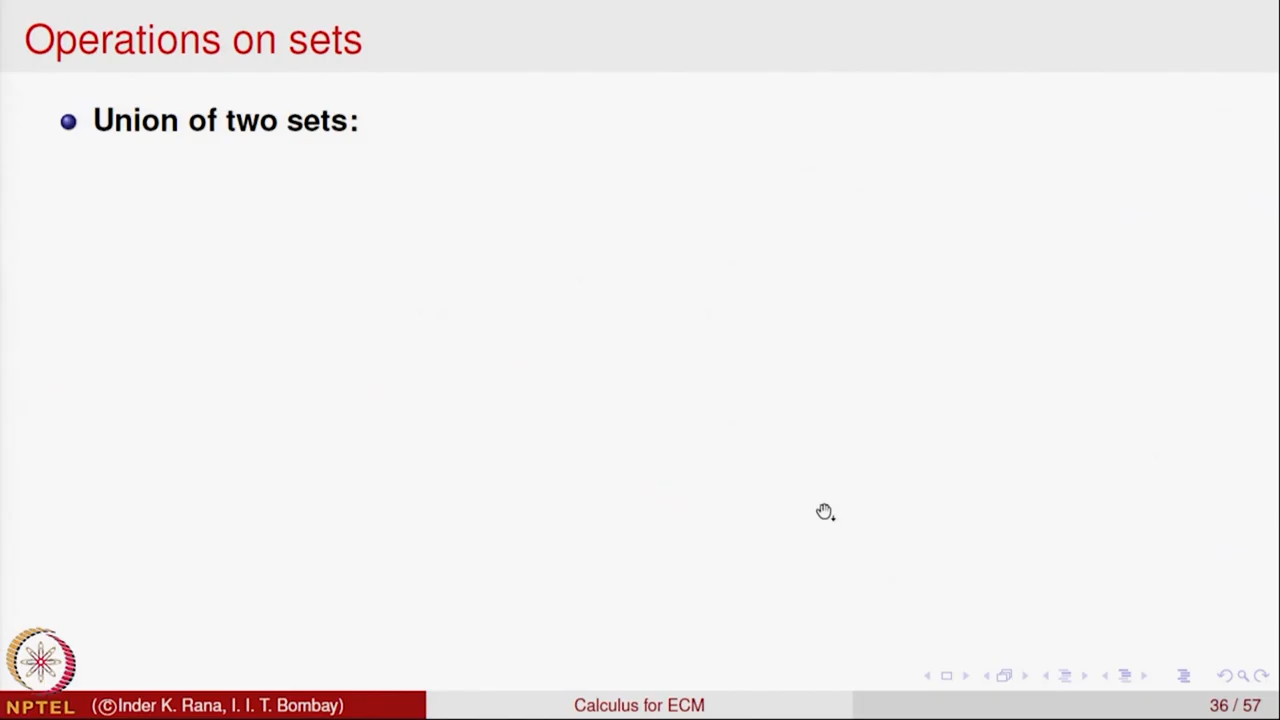 Operations on sets
Union of two sets:
NPTEL (©Inder K. Rana, I. I. T. Bombay) Calculus for ECM 36 / 57